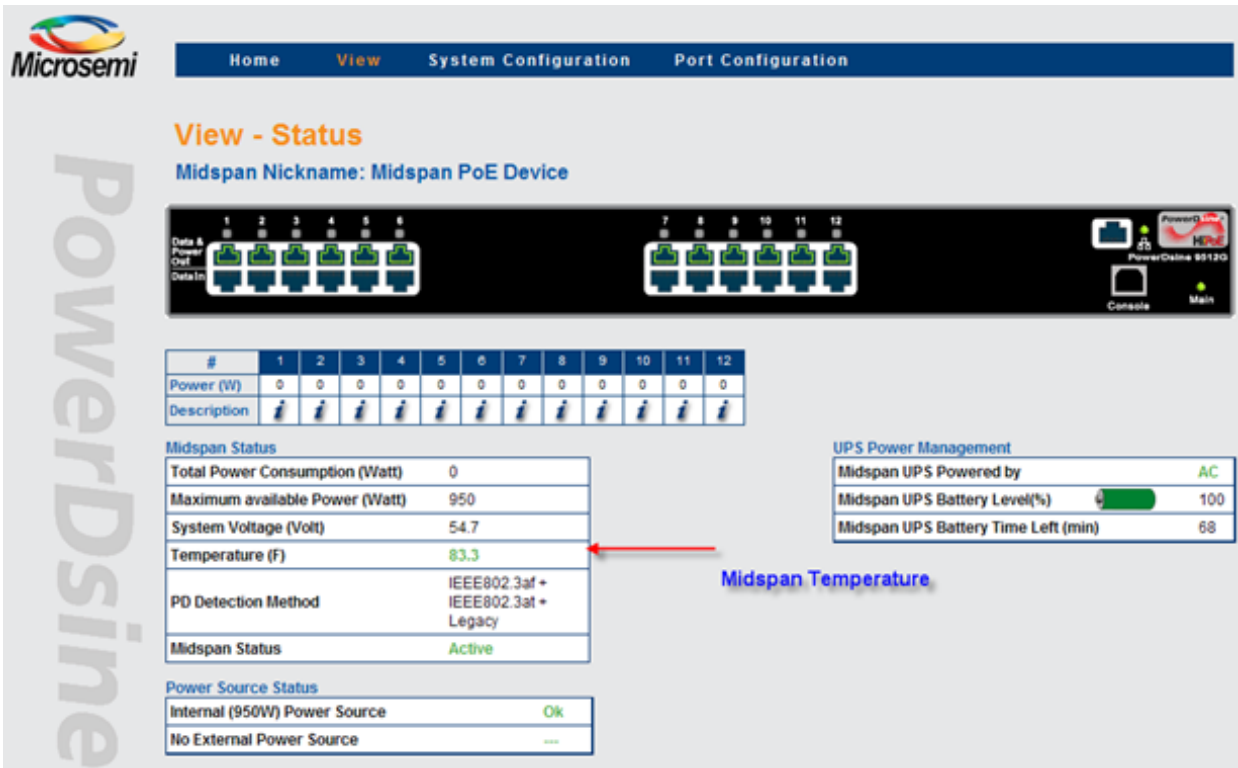 Microsemi
Home View System Configuration Port Configuration
View - Status
Midspan Nickname: Midspan PoE Device
PowerDsine
1 2 3 4 5 6 7 8 9 10 11 12
Data & Power Out
Data In
PowerDsine
HiPoE
PowerDsine 9512G
Console
Main
# 1 2 3 4 5 6 7 8 9 10 11 12
Power (W) 0 0 0 0 0 0 0 0 0 0 0 0
Description i i i i i i i i i i i i
Midspan Status
Total Power Consumption (Watt) 0
Maximum available Power (Watt) 950
System Voltage (Volt) 54.7
Temperature (F) 83.3
PD Detection Method IEEE802.3af +
IEEE802.3at +
Legacy
Midspan Status Active
UPS Power Management
Midspan UPS Powered by AC
Midspan UPS Battery Level(%) 100
Midspan UPS Battery Time Left (min) 68
Midspan Temperature
Power Source Status
Internal (950W) Power Source Ok
No External Power Source ---